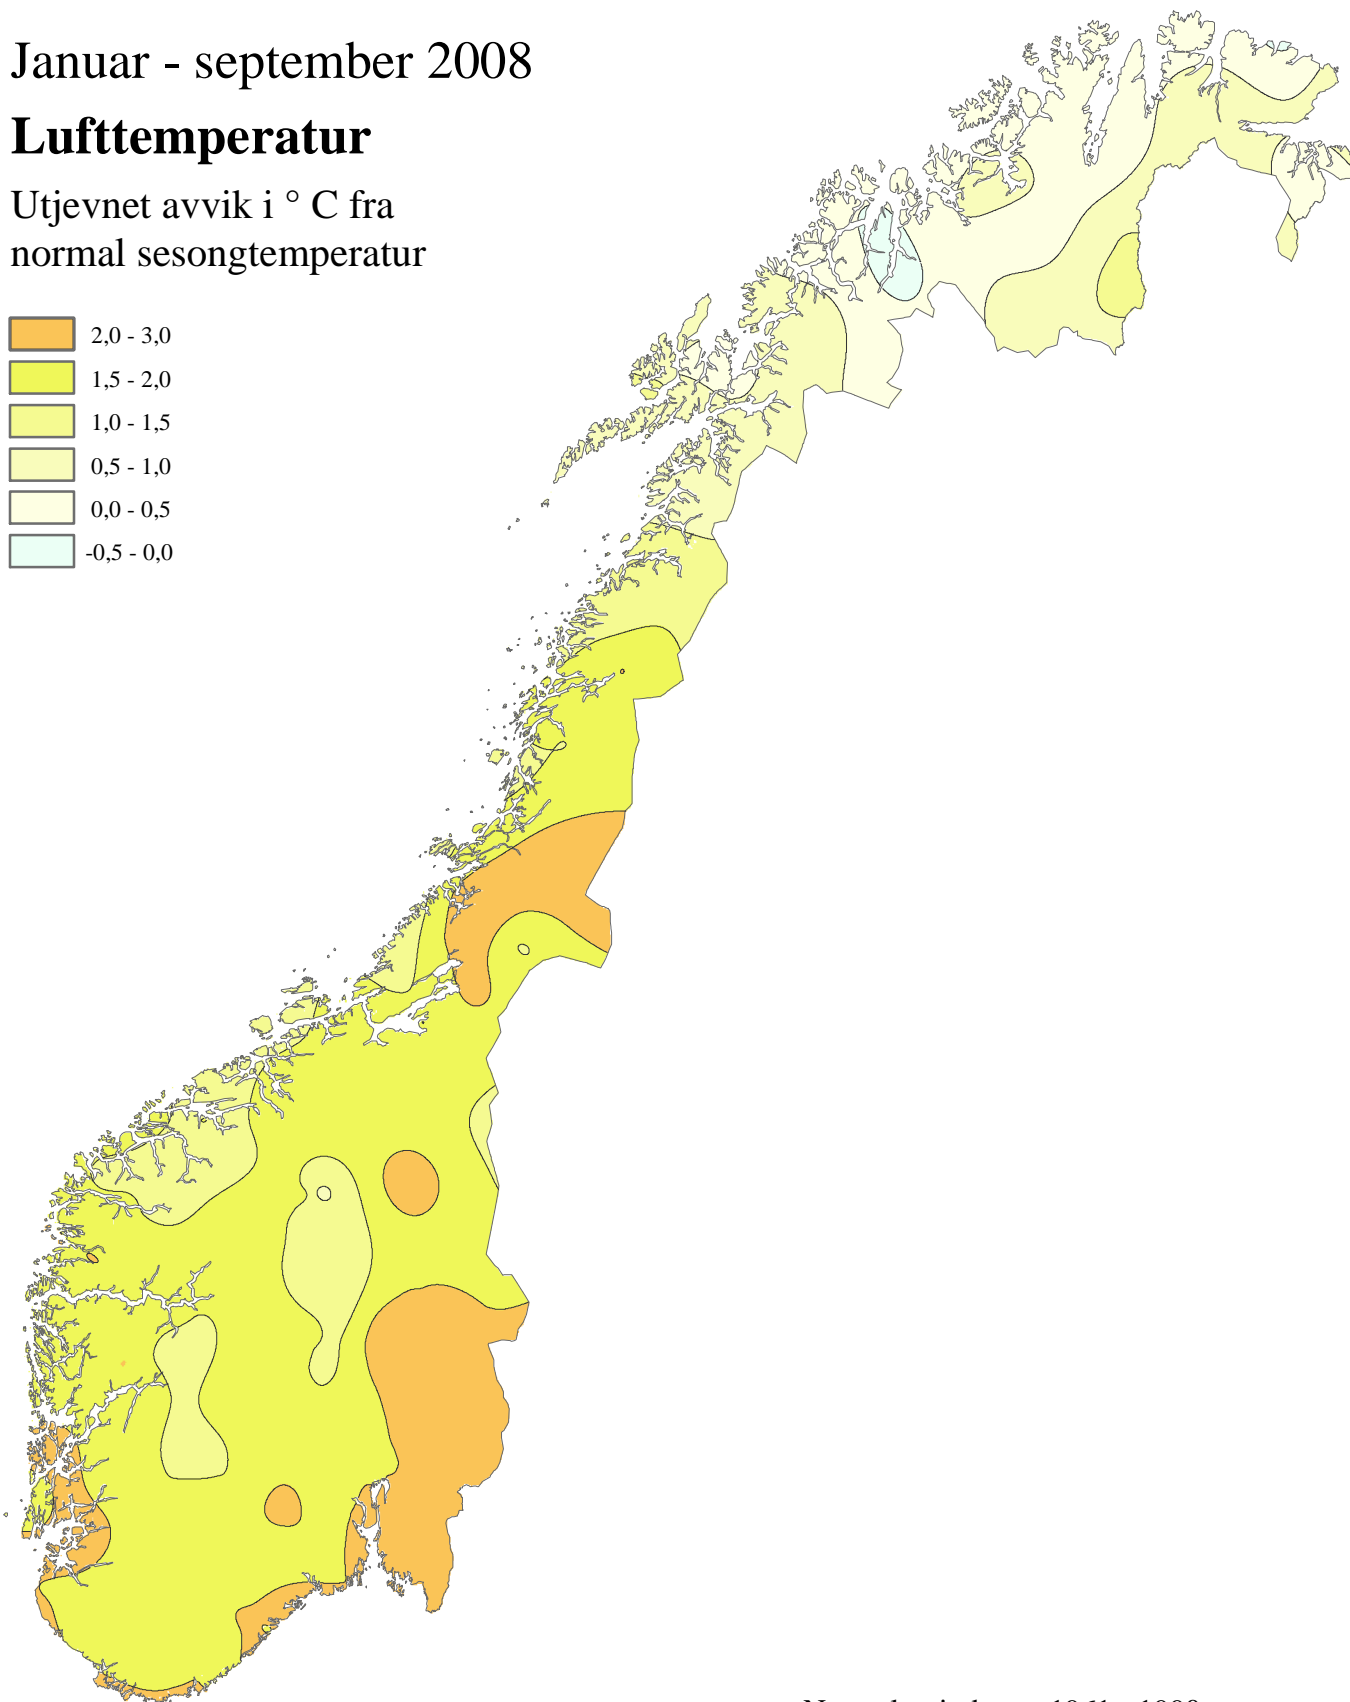 Januar - september 2008
Lufttemperatur
Utjevnet avvik i ° C fra
normal sesongtemperatur
2,0 - 3,0
1,5 - 2,0
1,0 - 1,5
0,5 - 1,0
0,0 - 0,5
-0,5 - 0,0